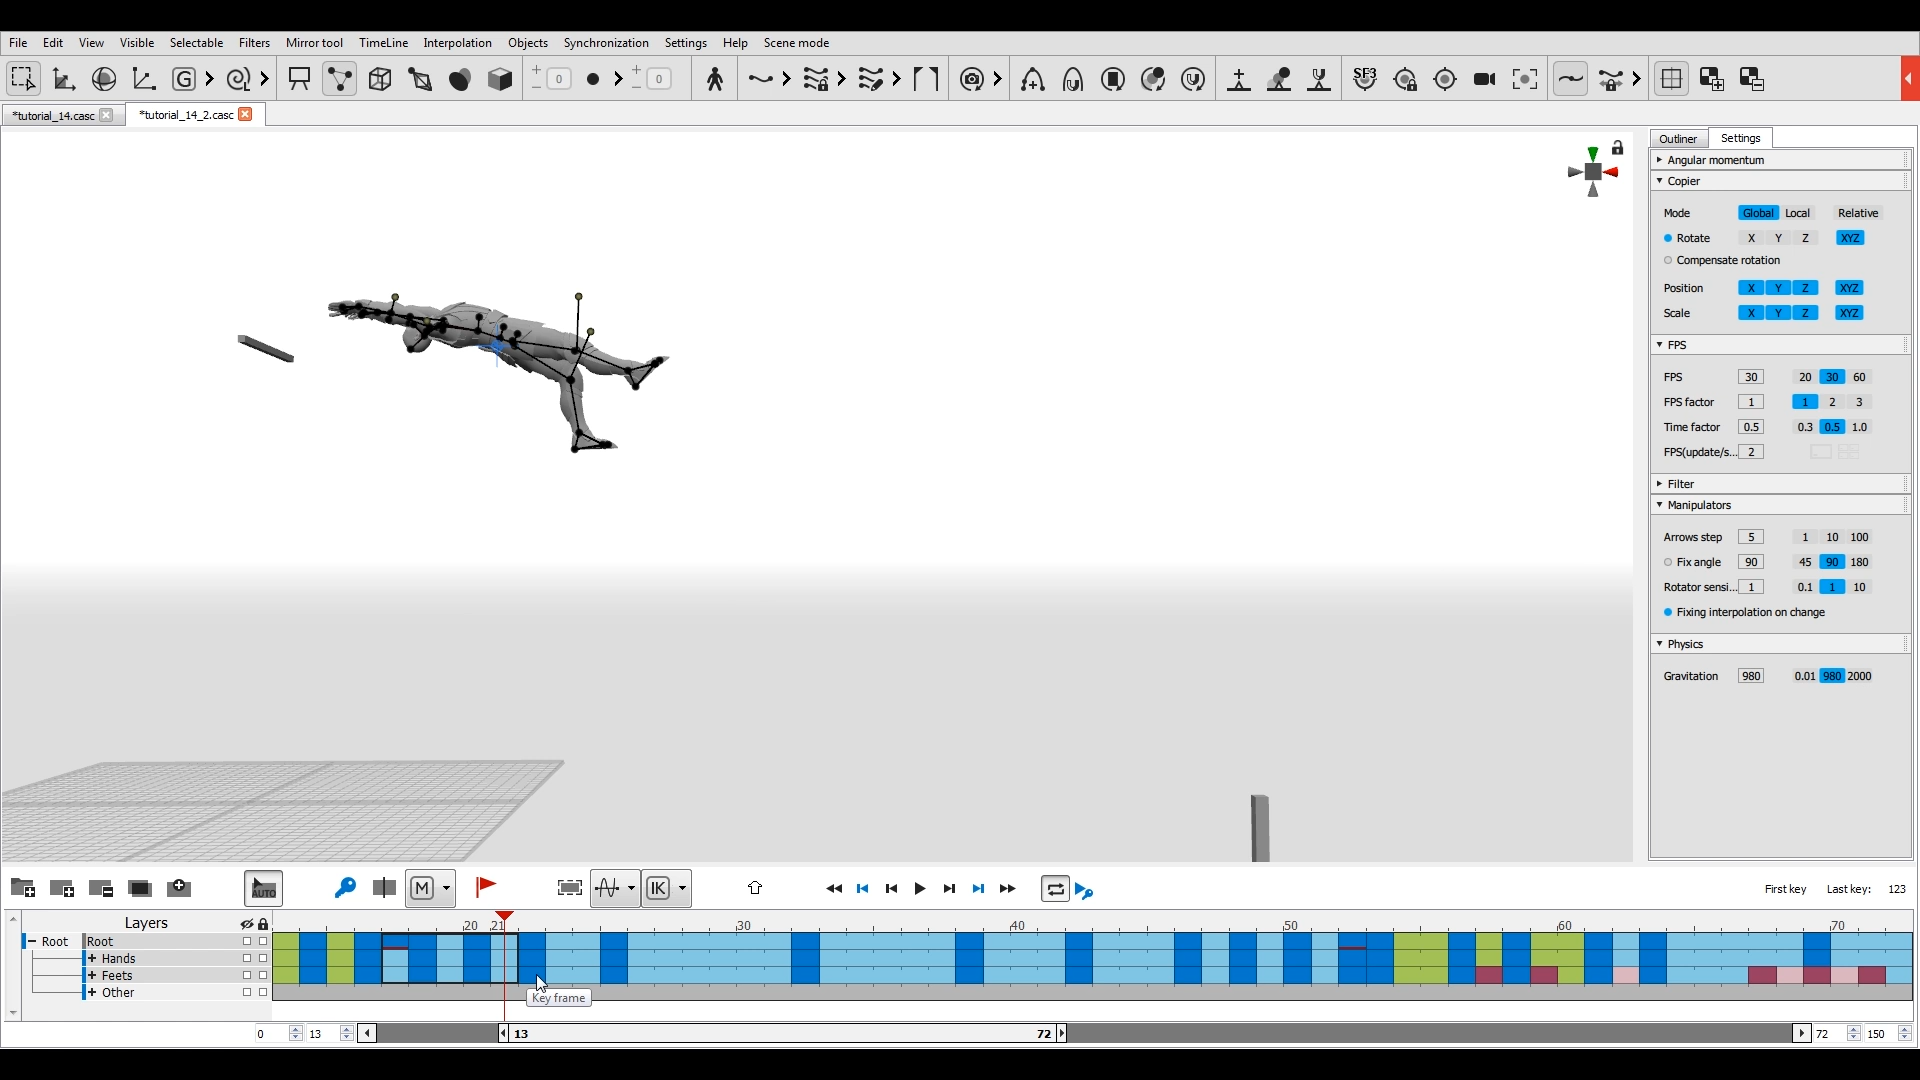 File Edit View Visible Selectable Filters Mirror tool TimeLine Interpolation Objects Synchronization Settings Help Scene mode
G 0 0 SF3
*tutorial_14.casc *tutorial_14_2.casc
Outliner Settings
Angular momentum
Copier
Mode Global Local Relative
Rotate X Y Z XYZ
Compensate rotation
Position X Y Z XYZ
Scale X Y Z XYZ
FPS
FPS 30 20 30 60
FPS factor 1 1 2 3
Time factor 0.5 0.3 0.5 1.0
FPS(update/s... 2
Filter
Manipulators
Arrows step 5 1 10 100
Fix angle 90 45 90 180
Rotator sensi... 1 0.1 1 10
Fixing interpolation on change
Physics
Gravitation 980 0.01 980 2000
AUTO M IK First key Last key: 123
Layers 20 21 30 40 50 60 70
Root Root
Hands
Feets
Other
Key frame
0 13 13 72 72 150